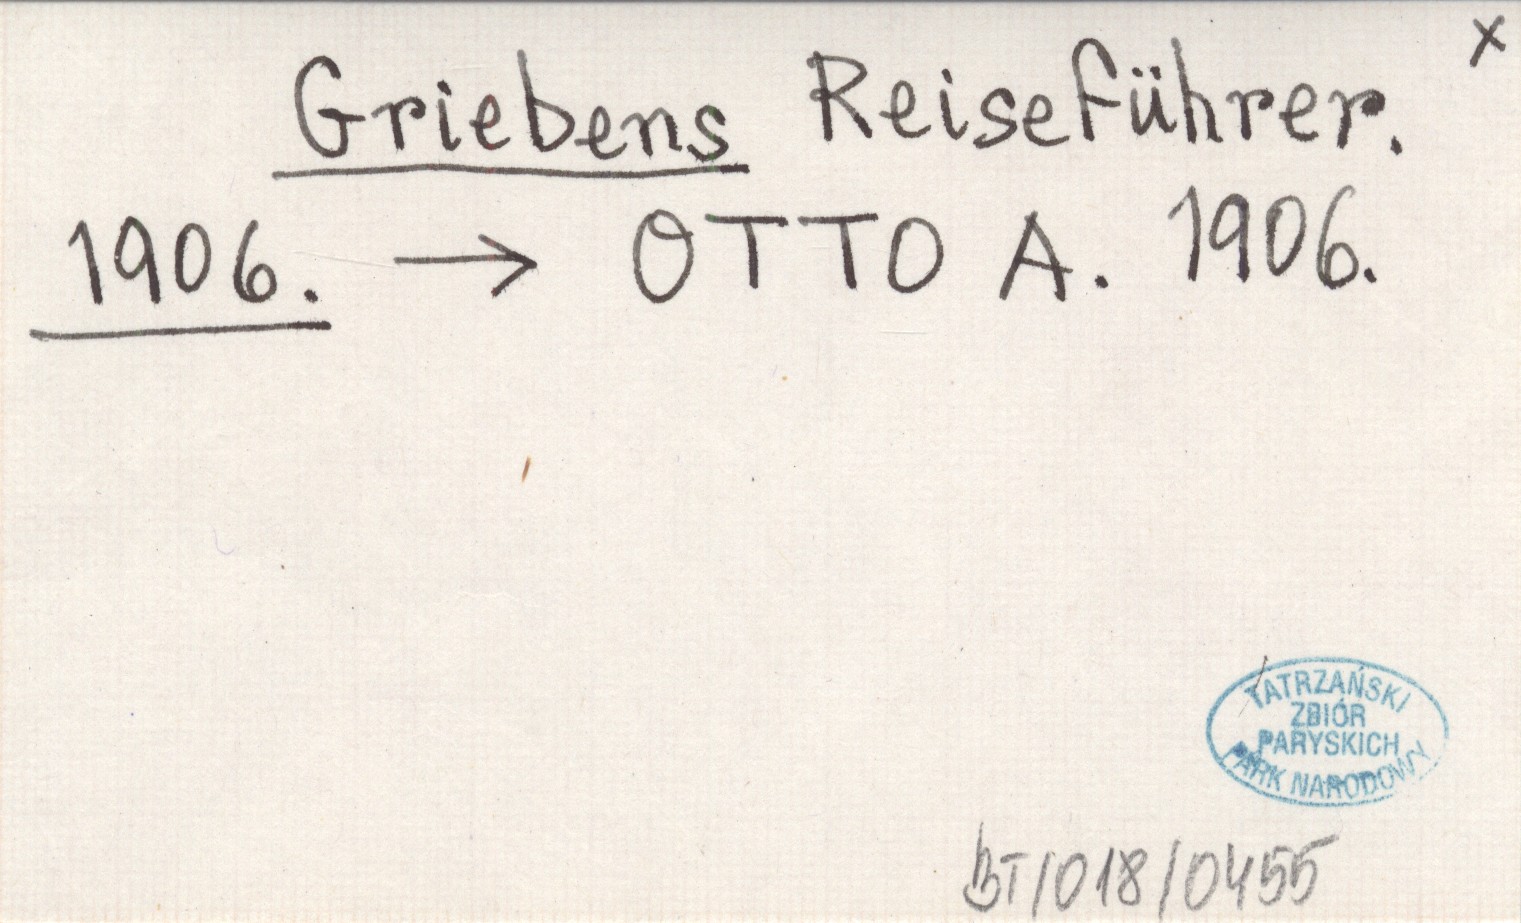 x
Griebens Reiseführer.
1906. → OTTO A. 1906.
TATRZAŃSKI
ZBIÓR
PARYSKICH
PARK NARODOWY
BT/018/0455